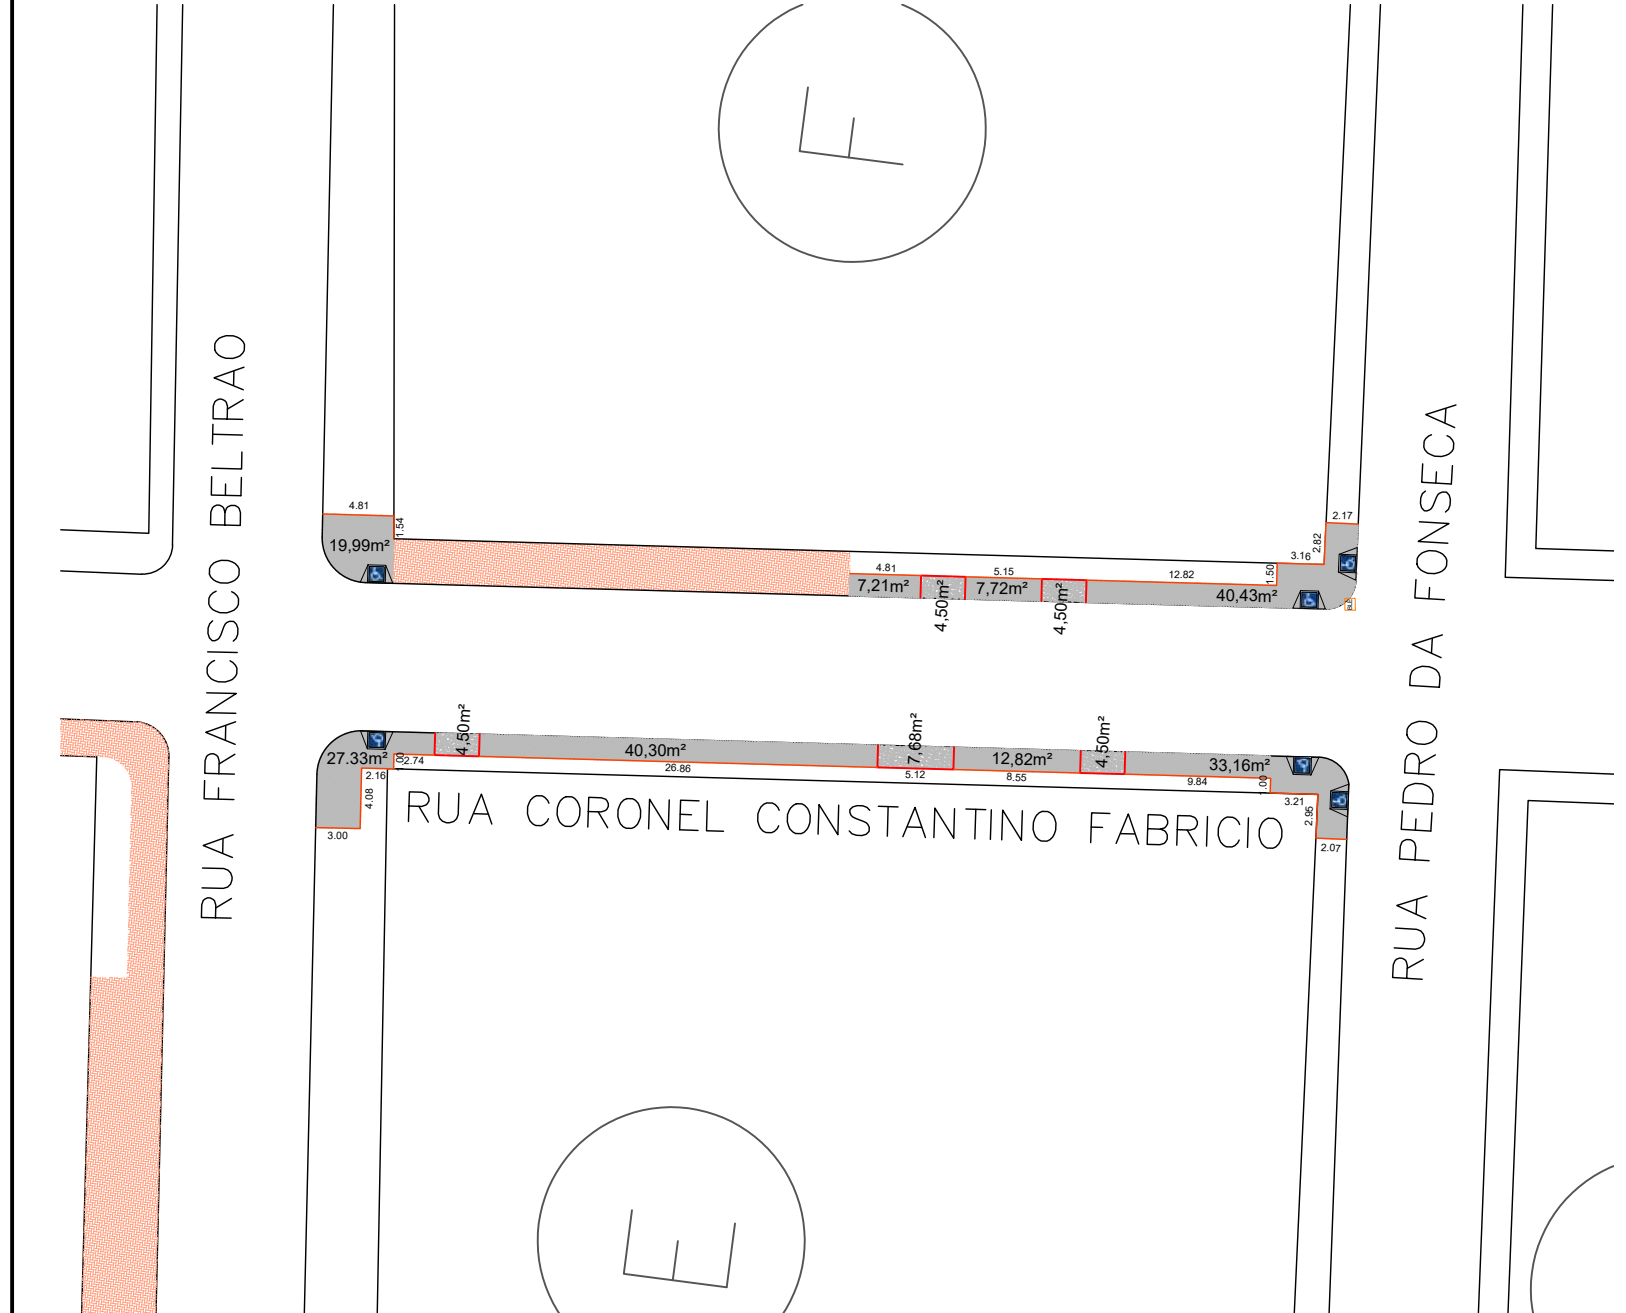 F
RUA FRANCISCO BELTRAO
RUA PEDRO DA FONSECA
4.81
1.54
19,99m²
4.81
7,21m²
4,50m²
5.15
7,72m²
4,50m²
12.82
40,43m²
1.50
3.16
2.82
2.17
27.33m²
2.16
4.08
3.00
2.74
4,50m²
40,30m²
26.86
7,68m²
5.12
12,82m²
8.55
4,50m²
9.84
33,16m²
3.21
2.95
2.07
RUA CORONEL CONSTANTINO FABRICIO
E